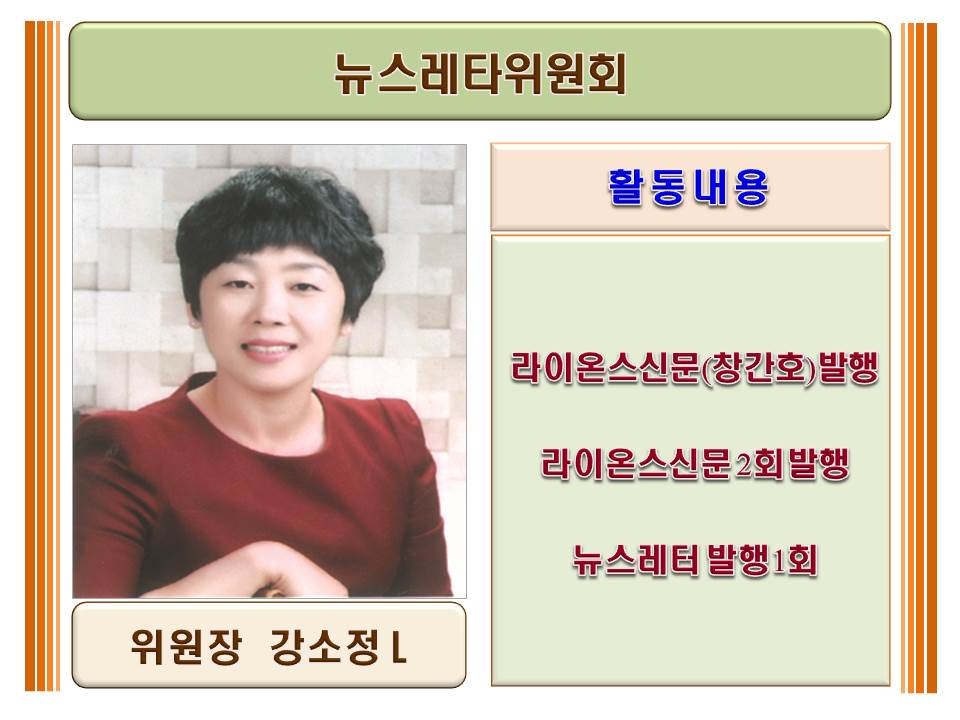 뉴스레타위원회
활동내용
라이온스신문(창간호)발행
라이온스신문2회발행
뉴스레터 발행1회
위원장 강소정 L